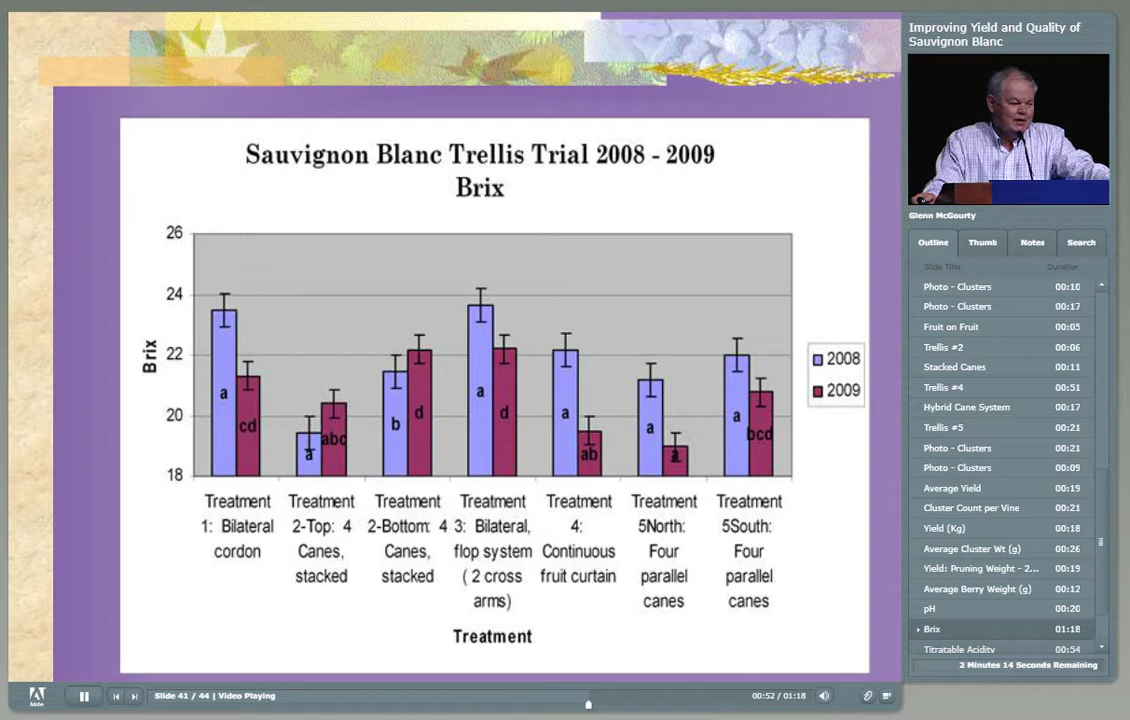 Improving Yield and Quality of
Sauvignon Blanc
Glenn McGourty
Outline Thumb Notes Search
Slide Title Duration
Photo - Clusters 00:10
Photo - Clusters 00:17
Fruit on Fruit 00:05
Trellis #2 00:06
Stacked Canes 00:11
Trellis #4 00:51
Hybrid Cane System 00:17
Trellis #5 00:21
Photo - Clusters 00:21
Photo - Clusters 00:09
Average Yield 00:19
Cluster Count per Vine 00:21
Yield (Kg) 00:18
Average Cluster Wt (g) 00:26
Yield: Pruning Weight - 2... 00:19
Average Berry Weight (g) 00:12
pH 00:20
Brix 01:18
Titratable Acidity 00:54
2 Minutes 14 Seconds Remaining
Sauvignon Blanc Trellis Trial 2008 - 2009
Brix
Brix
26
24
22
20
18
a cd a abc b d a d a ab a a a bcd
2008
2009
Treatment 1: Bilateral cordon
Treatment 2-Top: 4 Canes, stacked
Treatment 2-Bottom: 4 Canes, stacked
Treatment 3: Bilateral, flop system ( 2 cross arms)
Treatment 4: Continuous fruit curtain
Treatment 5North: Four parallel canes
Treatment 5South: Four parallel canes
Treatment
Adobe
Slide 41 / 44 | Video Playing
00:52 / 01:18